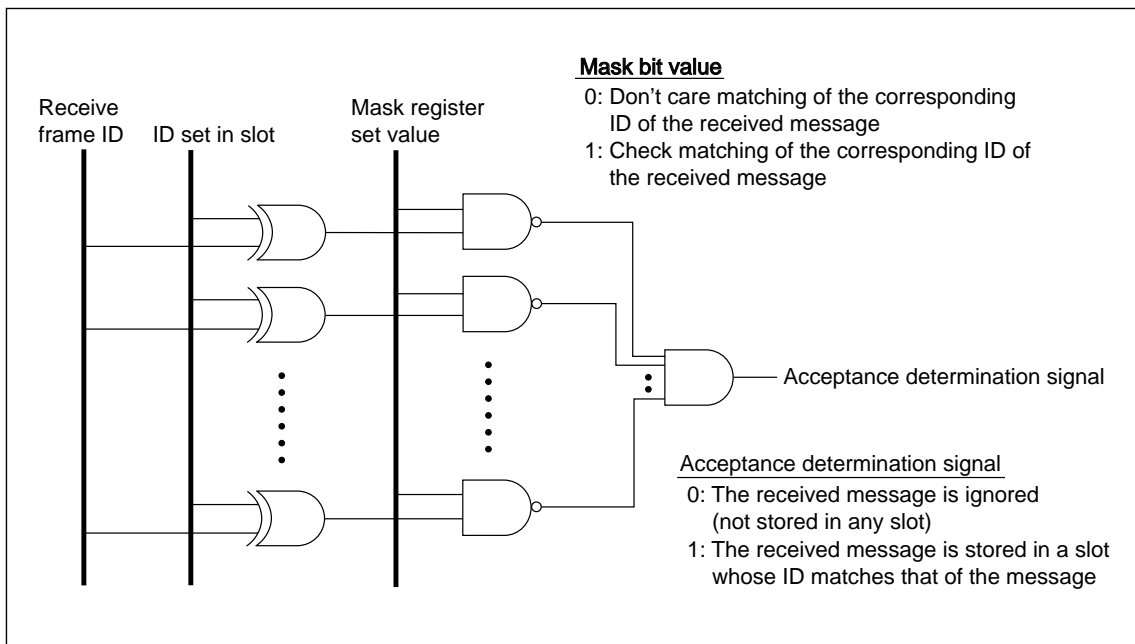 Mask bit value
0: Don't care matching of the corresponding
ID of the received message
1: Check matching of the corresponding ID of
the received message
Receive
frame ID
ID set in slot
Mask register
set value
Acceptance determination signal
Acceptance determination signal
0: The received message is ignored
(not stored in any slot)
1: The received message is stored in a slot
whose ID matches that of the message